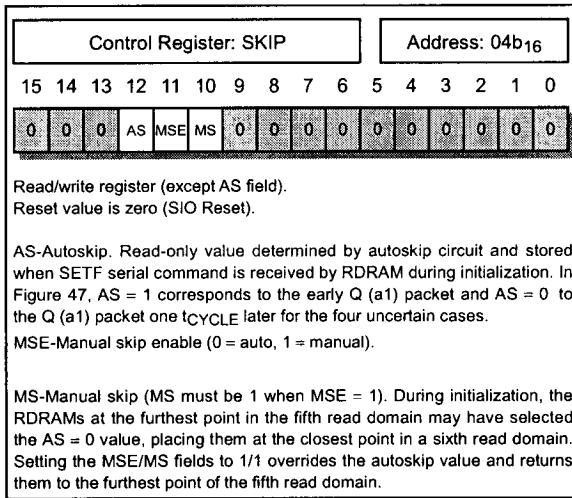 Control Register: SKIP
Address: 04b16
15 14 13 12 11 10 9 8 7 6 5 4 3 2 1 0
0 0 0 AS MSE MS 0 0 0 0 0 0 0 0 0 0
Read/write register (except AS field).
Reset value is zero (SIO Reset).
AS-Autoskip. Read-only value determined by autoskip circuit and stored
when SETF serial command is received by RDRAM during initialization. In
Figure 47, AS = 1 corresponds to the early Q (a1) packet and AS = 0 to
the Q (a1) packet one tCYCLE later for the four uncertain cases.
MSE-Manual skip enable (0 = auto, 1 = manual).
MS-Manual skip (MS must be 1 when MSE = 1). During initialization, the
RDRAMs at the furthest point in the fifth read domain may have selected
the AS = 0 value, placing them at the closest point in a sixth read domain.
Setting the MSE/MS fields to 1/1 overrides the autoskip value and returns
them to the furthest point of the fifth read domain.